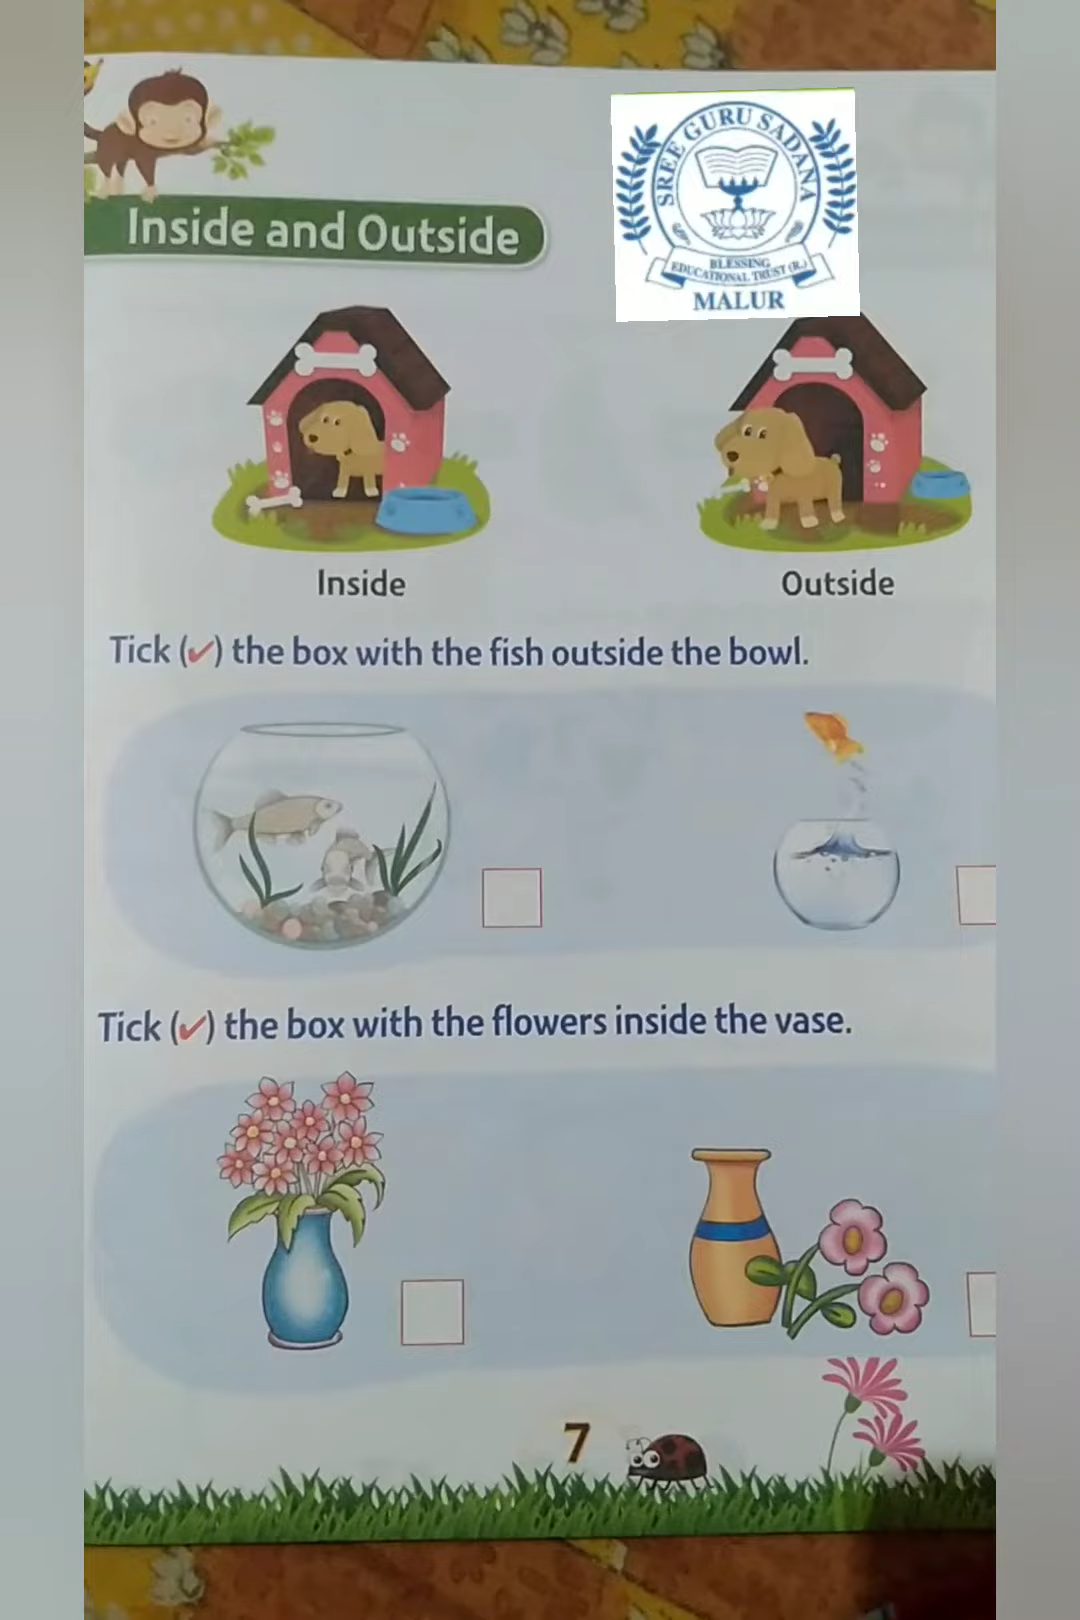 SREE GURU SADANA
BLESSING
EDUCATIONAL TRUST (R.)
MALUR
Inside and Outside
Inside
Outside
Tick (✓) the box with the fish outside the bowl.
Tick (✓) the box with the flowers inside the vase.
7